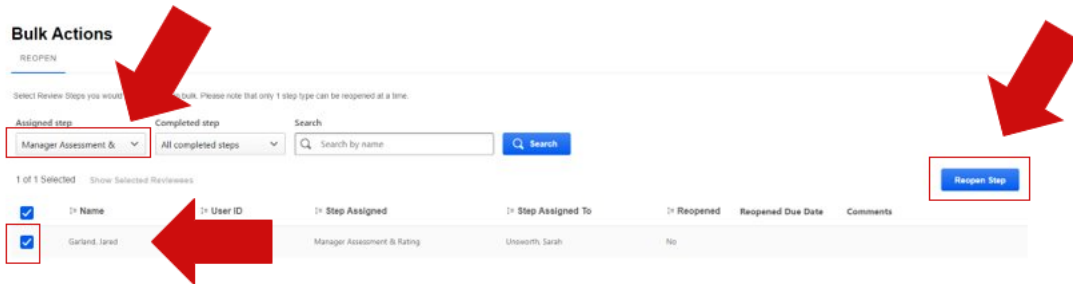 Bulk Actions
REOPEN
Select Review Steps you would bulk. Please note that only 1 step type can be reopened at a time.
Assigned step Completed step Search
Manager Assessment & All completed steps Search by name Search
1 of 1 Selected Show Selected Reviewees Reopen Step
Name User ID Step Assigned Step Assigned To Reopened Reopened Due Date Comments
Garland, Jarad Manager Assessment & Rating Unsworth, Sarah No